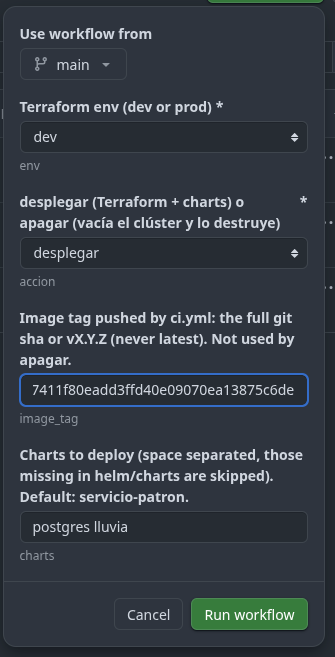 Use workflow from
main
Terraform env (dev or prod) *
dev
env
desplegar (Terraform + charts) o *
apagar (vacía el clúster y lo destruye)
desplegar
accion
Image tag pushed by ci.yml: the full git
sha or vX.Y.Z (never latest). Not used by
apagar.
7411f80eadd3ffd40e09070ea13875c6de
image_tag
Charts to deploy (space separated, those
missing in helm/charts are skipped).
Default: servicio-patron.
postgres lluvia
charts
Cancel
Run workflow